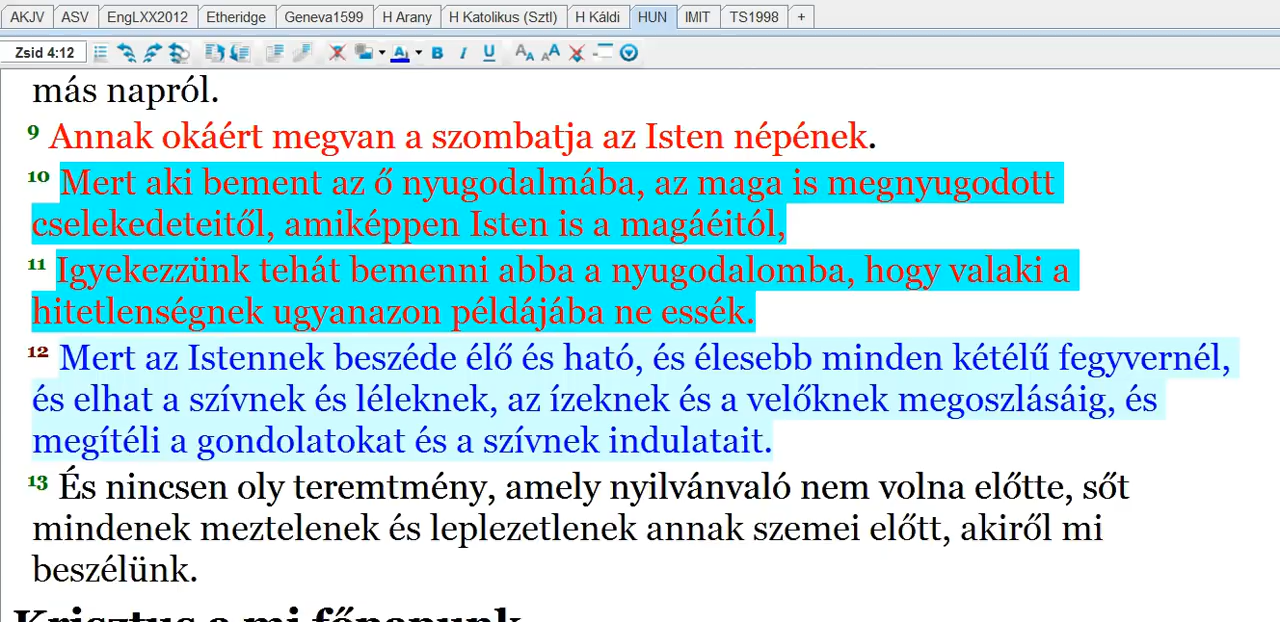 AKJV ASV EngLXX2012 Etheridge Geneva1599 H Arany H Katolikus (Sztl) H Káldi HUN IMIT TS1998 +
Zsid 4:12 A B I U AA AA
más napról.
9 Annak okáért megvan a szombatja az Isten népének.
10 Mert aki bement az ő nyugodalmába, az maga is megnyugodott
cselekedeteitől, amiképpen Isten is a magáéitól,
11 Igyekezzünk tehát bemenni abba a nyugodalomba, hogy valaki a
hitetlenségnek ugyanazon példájába ne essék.
12 Mert az Istennek beszéde élő és ható, és élesebb minden kétélű fegyvernél,
és elhat a szívnek és léleknek, az ízeknek és a velőknek megoszlásáig, és
megítéli a gondolatokat és a szívnek indulatait.
13 És nincsen oly teremtmény, amely nyilvánvaló nem volna előtte, sőt
mindenek meztelenek és leplezetlenek annak szemei előtt, akiről mi
beszélünk.
Krisztus a mi főpapunk